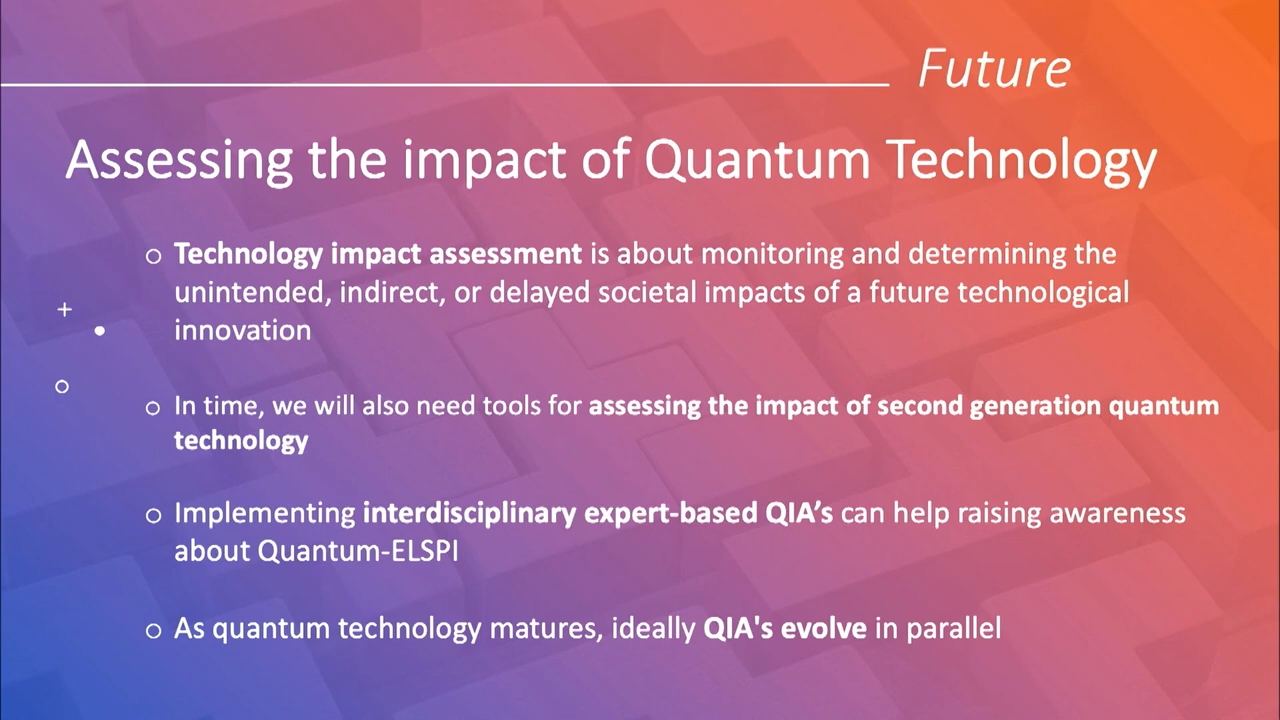 Future
Assessing the impact of Quantum Technology
Technology impact assessment is about monitoring and determining the
unintended, indirect, or delayed societal impacts of a future technological
innovation
In time, we will also need tools for assessing the impact of second generation quantum
technology
Implementing interdisciplinary expert-based QIA’s can help raising awareness
about Quantum-ELSPI
As quantum technology matures, ideally QIA's evolve in parallel